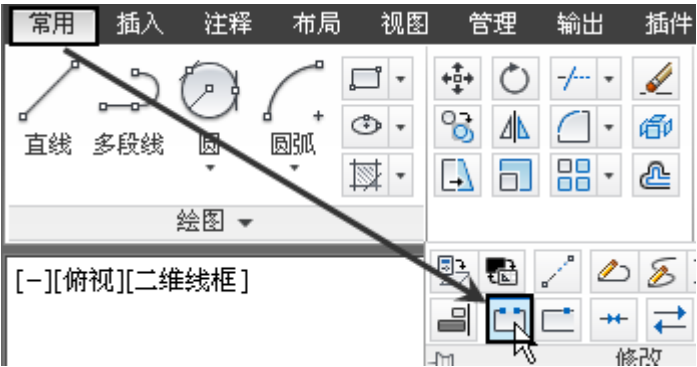 常用 插入 注释 布局 视图 管理 输出 插件
直线 多段线 圆 圆弧
绘图
[-][俯视][二维线框]
修改